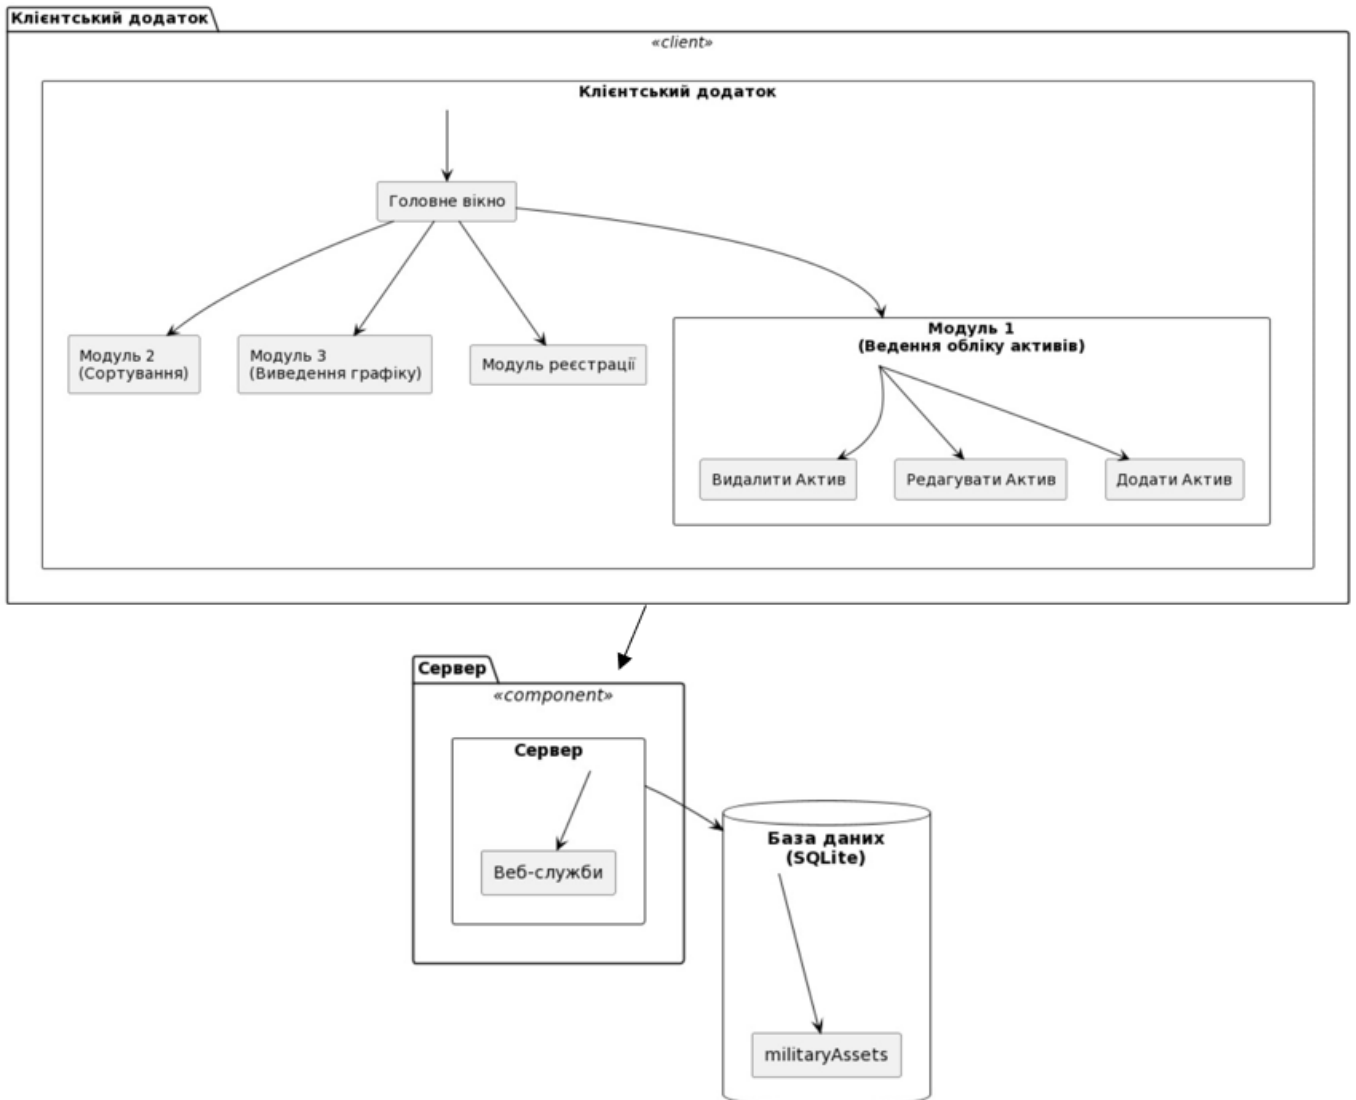 Клієнтський додаток
«client»
Клієнтський додаток
Головне вікно
Модуль 2
(Сортування)
Модуль 3
(Виведення графіку)
Модуль реєстрації
Модуль 1
(Ведення обліку активів)
Видалити Актив
Редагувати Актив
Додати Актив
Сервер
«component»
Сервер
Веб-служби
База даних
(SQLite)
militaryAssets